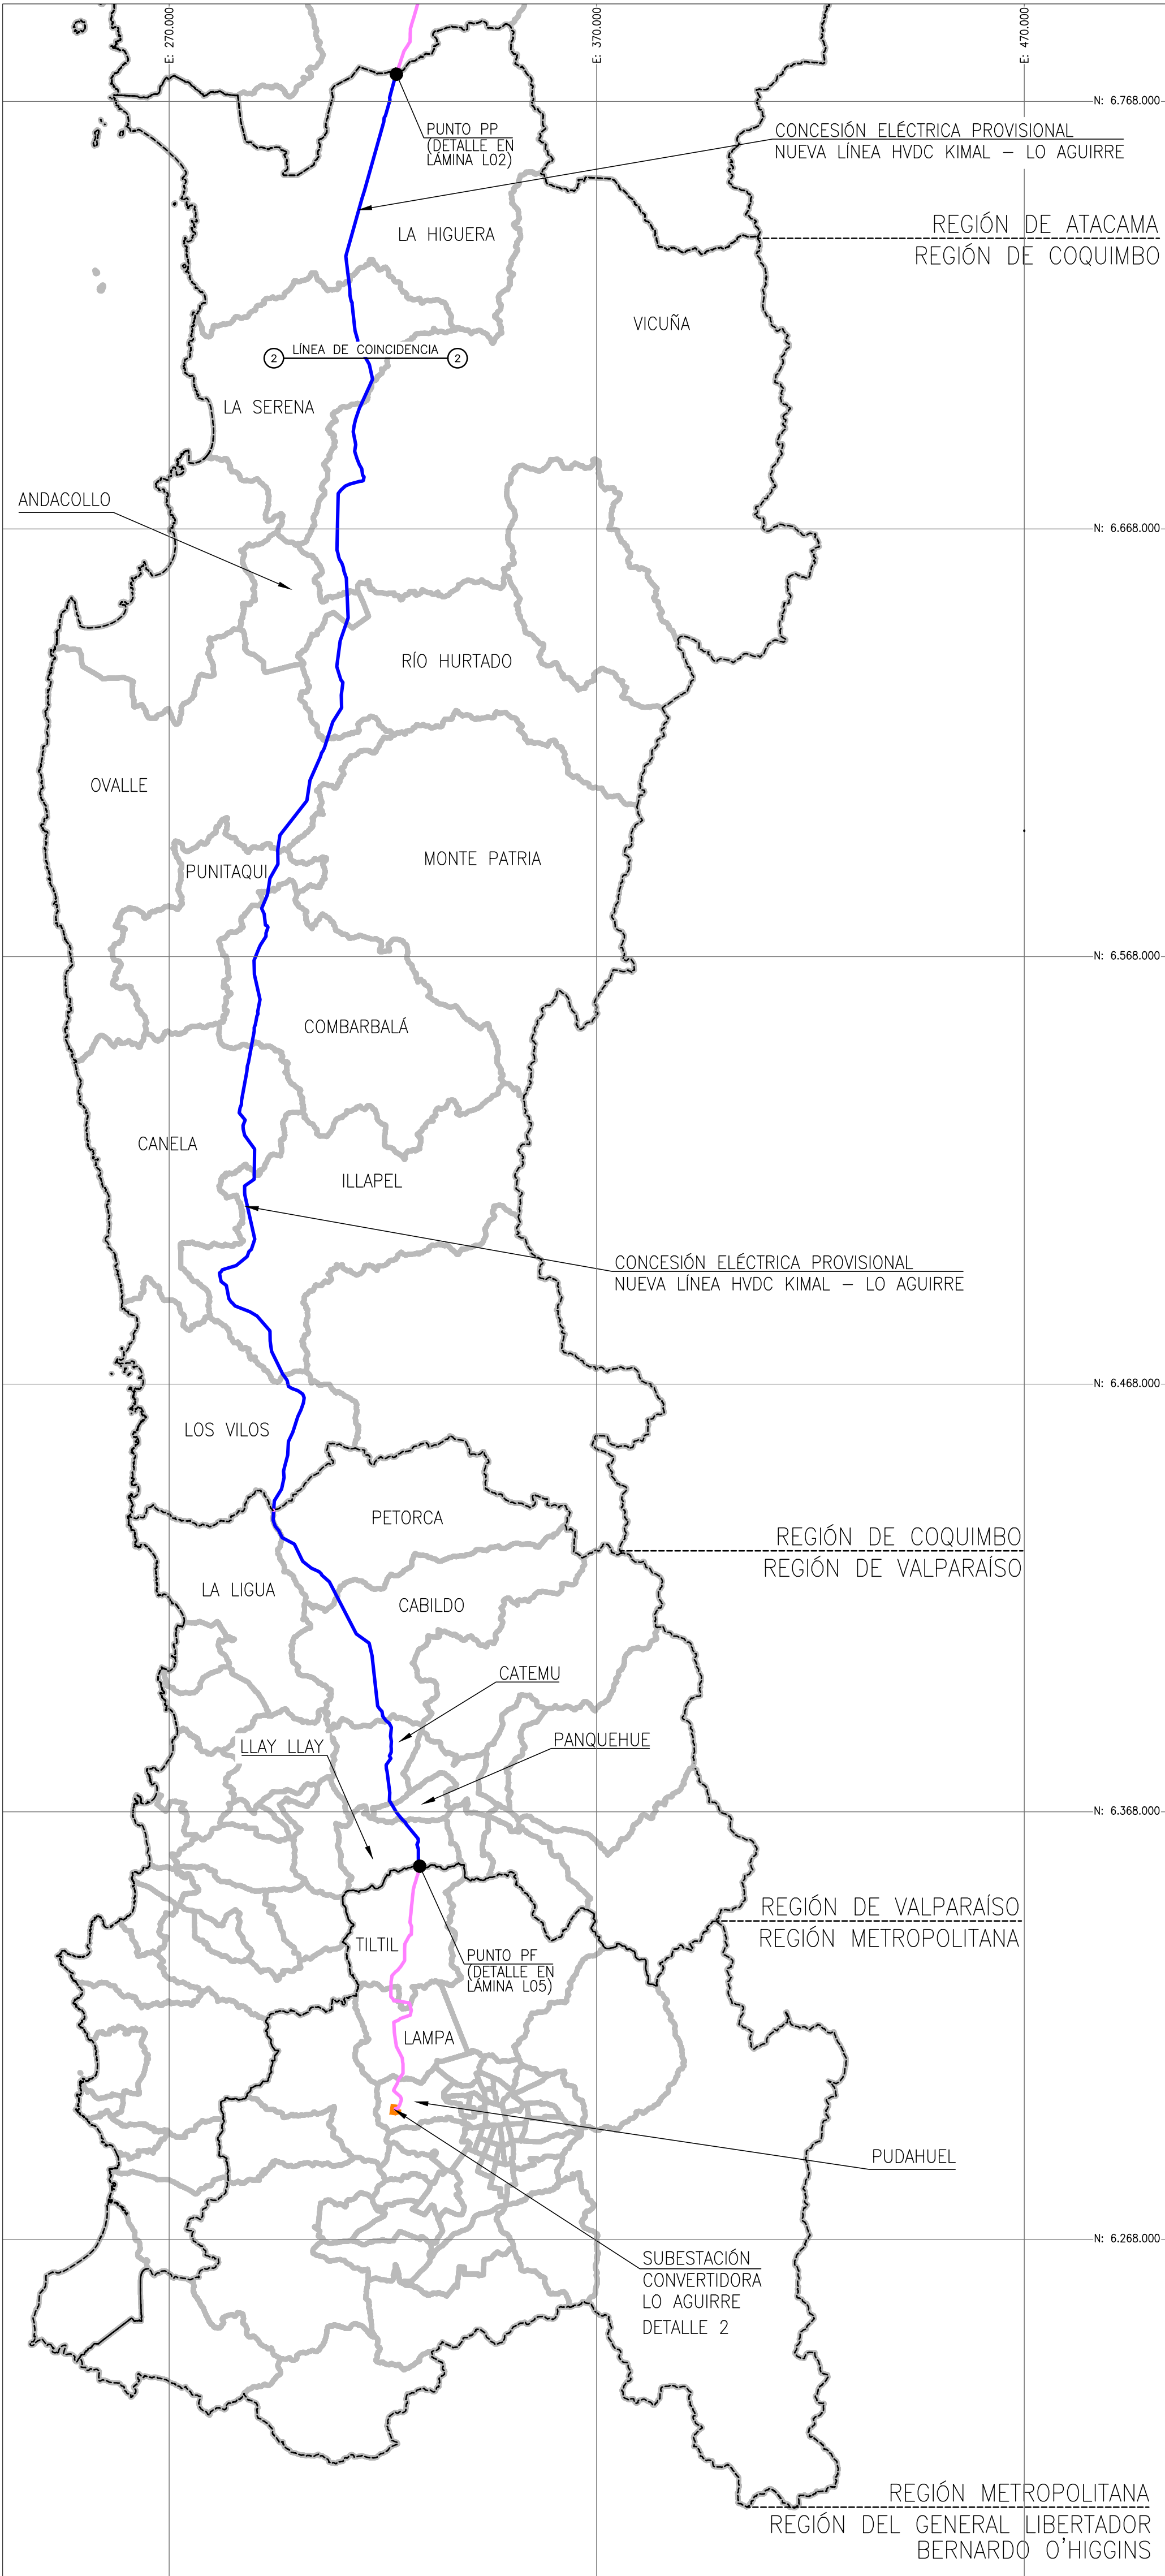 E: 270.000
E: 370.000
E: 470.000
N: 6.768.000
PUNTO PP
(DETALLE EN
LÁMINA L02)
CONCESIÓN ELÉCTRICA PROVISIONAL
NUEVA LÍNEA HVDC KIMAL – LO AGUIRRE
LA HIGUERA
REGIÓN DE ATACAMA
REGIÓN DE COQUIMBO
VICUÑA
2 LÍNEA DE COINCIDENCIA 2
LA SERENA
ANDACOLLO
N: 6.668.000
RÍO HURTADO
OVALLE
MONTE PATRIA
PUNITAQUI
N: 6.568.000
COMBARBALÁ
CANELA
ILLAPEL
CONCESIÓN ELÉCTRICA PROVISIONAL
NUEVA LÍNEA HVDC KIMAL – LO AGUIRRE
N: 6.468.000
LOS VILOS
PETORCA
REGIÓN DE COQUIMBO
REGIÓN DE VALPARAÍSO
LA LIGUA
CABILDO
CATEMU
PANQUEHUE
LLAY LLAY
N: 6.368.000
REGIÓN DE VALPARAÍSO
REGIÓN METROPOLITANA
TILTIL
PUNTO PF
(DETALLE EN
LÁMINA L05)
LAMPA
PUDAHUEL
N: 6.268.000
SUBESTACIÓN
CONVERTIDORA
LO AGUIRRE
DETALLE 2
REGIÓN METROPOLITANA
REGIÓN DEL GENERAL LIBERTADOR
BERNARDO O'HIGGINS